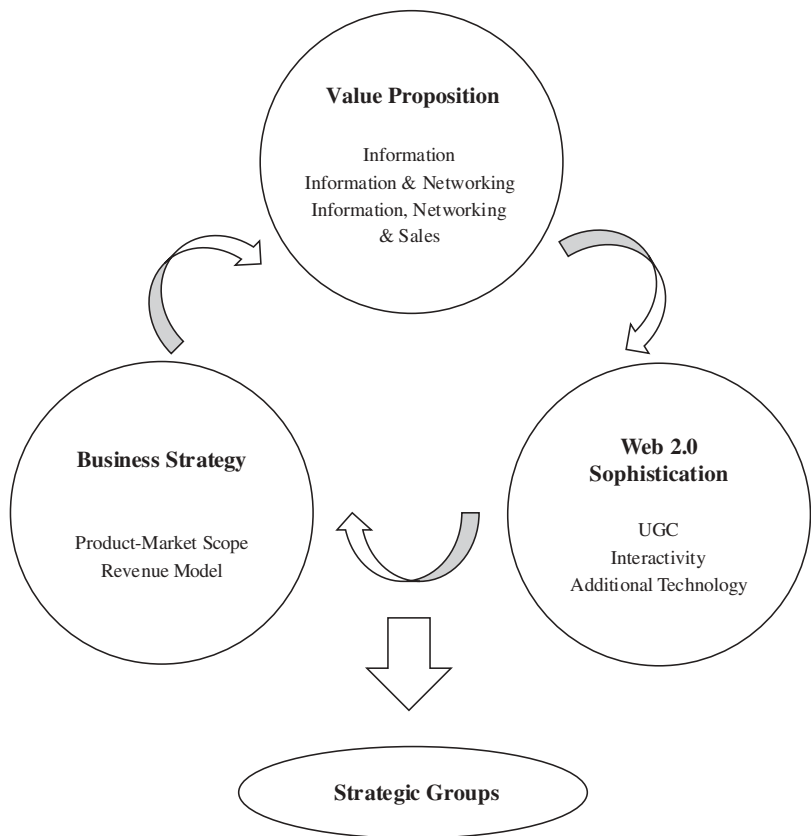 Value Proposition
Information
Information & Networking
Information, Networking
& Sales
Business Strategy
Product-Market Scope
Revenue Model
Web 2.0
Sophistication
UGC
Interactivity
Additional Technology
Strategic Groups